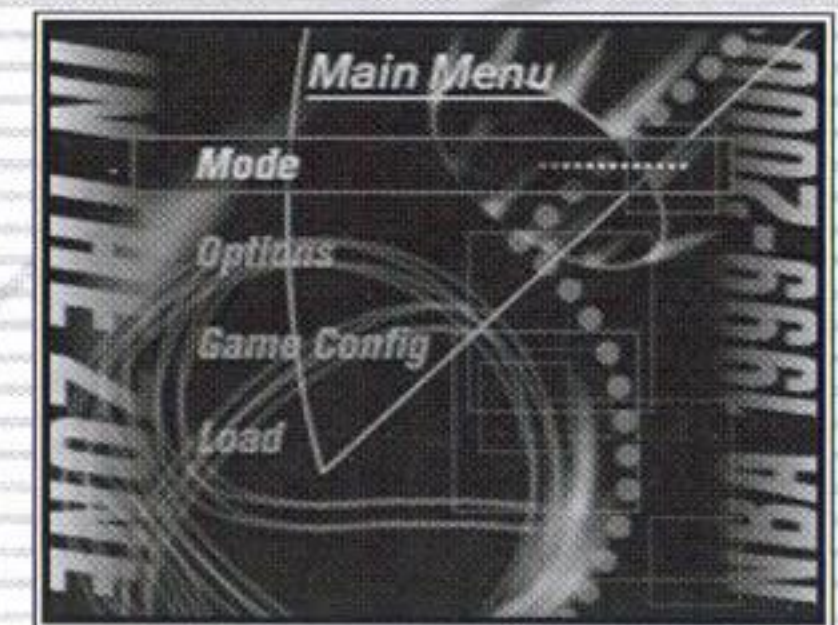 Main Menu
Mode
Options
Game Config
Load
IN THE ZONE
NBA 1999-2000